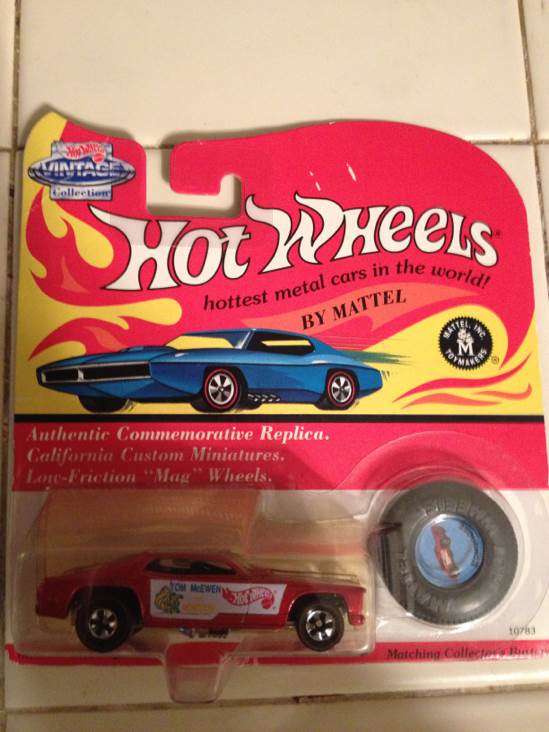 Hot Wheels
VINTAGE
Collection
HOT WHEELS®
hottest metal cars in the world!
BY MATTEL
MATTEL, INC.
M
TOYMAKERS
®
Authentic Commemorative Replica.
California Custom Miniatures.
Low-Friction "Mag" Wheels.
TOM McEWEN
Hot Wheels
10783
Matching Collector's Button